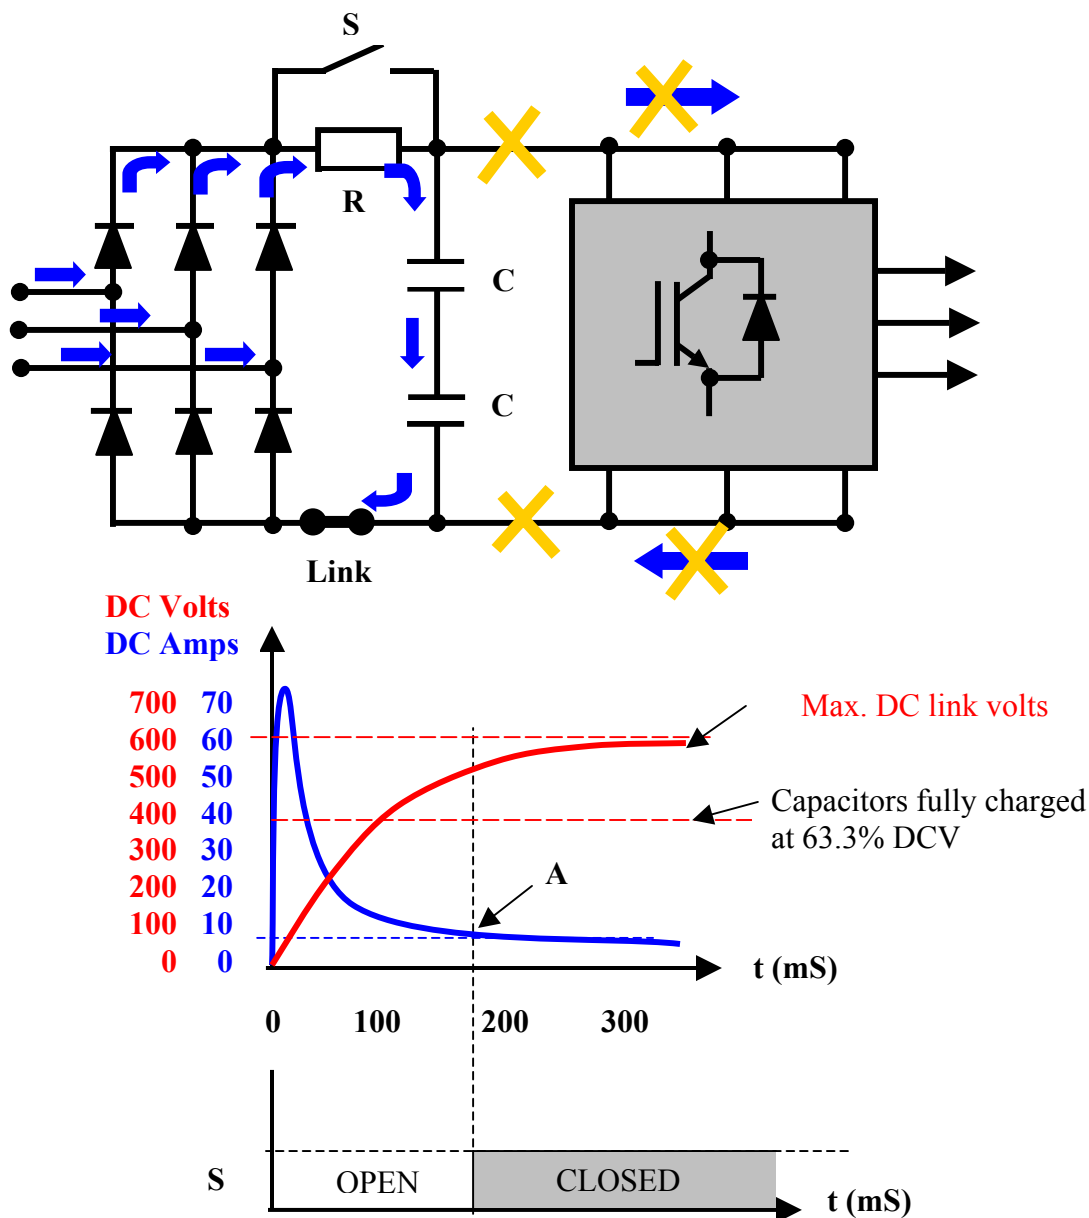 S
R
C
C
Link
DC Volts
DC Amps
700 70
600 60
500 50
400 40
300 30
200 20
100 10
0 0
Max. DC link volts
Capacitors fully charged
at 63.3% DCV
A
t (mS)
0 100 200 300
S OPEN CLOSED
t (mS)